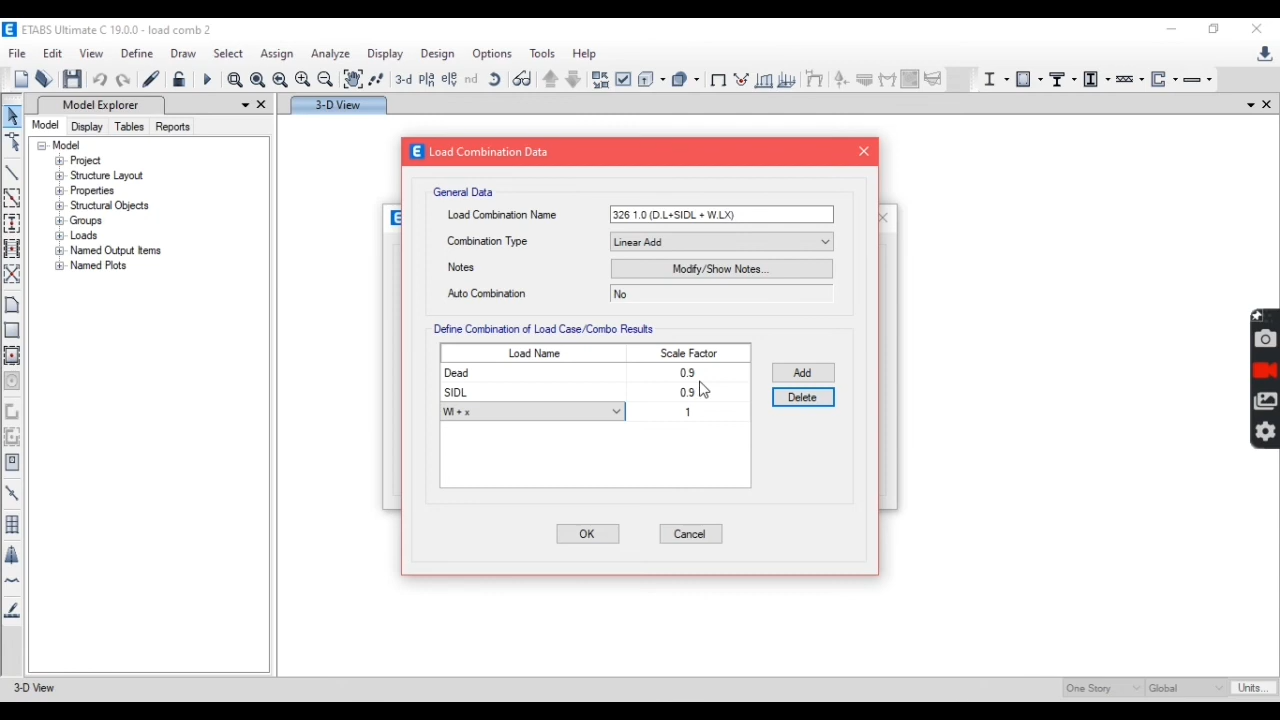 ETABS Ultimate C 19.0.0 - load comb 2
File Edit View Define Draw Select Assign Analyze Display Design Options Tools Help
3-d nd
Model Explorer
3-D View
Model Display Tables Reports
Model
Project
Structure Layout
Properties
Structural Objects
Groups
Loads
Named Output Items
Named Plots
Load Combination Data
General Data
Load Combination Name 326 1.0 (D.L+SIDL + W.LX)
Combination Type Linear Add
Notes Modify/Show Notes...
Auto Combination No
Define Combination of Load Case/Combo Results
Load Name Scale Factor
Dead 0.9 Add
SIDL 0.9 Delete
Wl + x 1
OK Cancel
3-D View One Story Global Units...